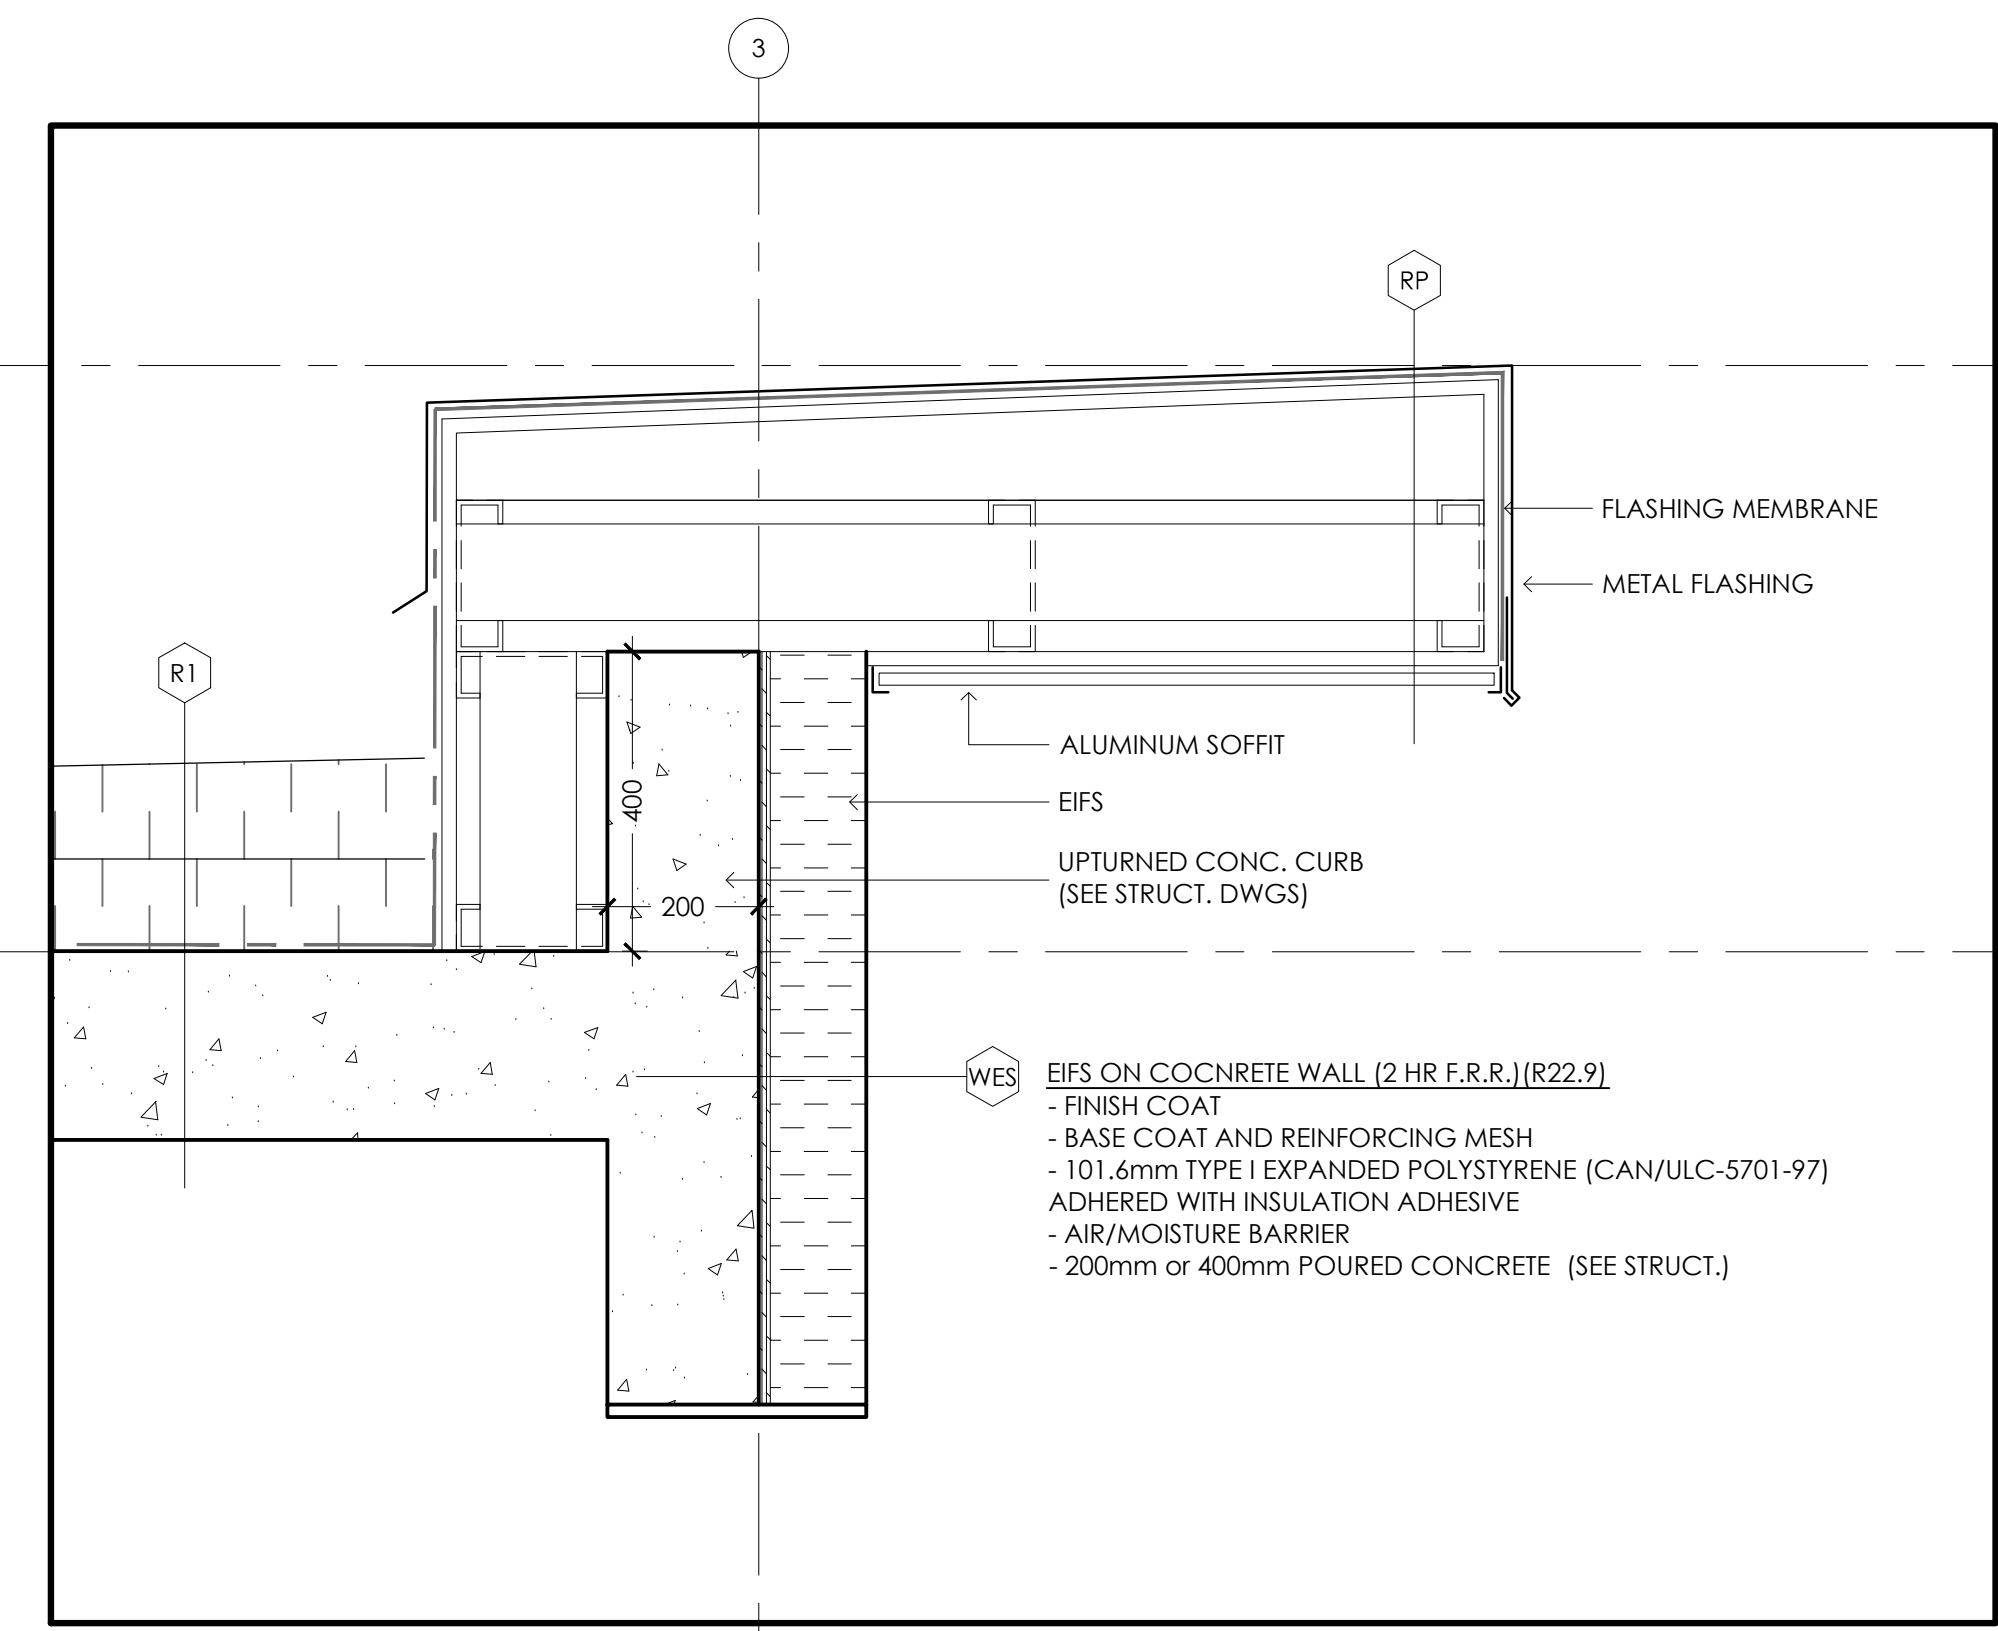 3
RP
FLASHING MEMBRANE
METAL FLASHING
R1
ALUMINUM SOFFIT
400
EIFS
UPTURNED CONC. CURB
(SEE STRUCT. DWGS)
200
WES
EIFS ON COCNRETE WALL (2 HR F.R.R.)(R22.9)
- FINISH COAT
- BASE COAT AND REINFORCING MESH
- 101.6mm TYPE I EXPANDED POLYSTYRENE (CAN/ULC-5701-97)
ADHERED WITH INSULATION ADHESIVE
- AIR/MOISTURE BARRIER
- 200mm or 400mm POURED CONCRETE (SEE STRUCT.)